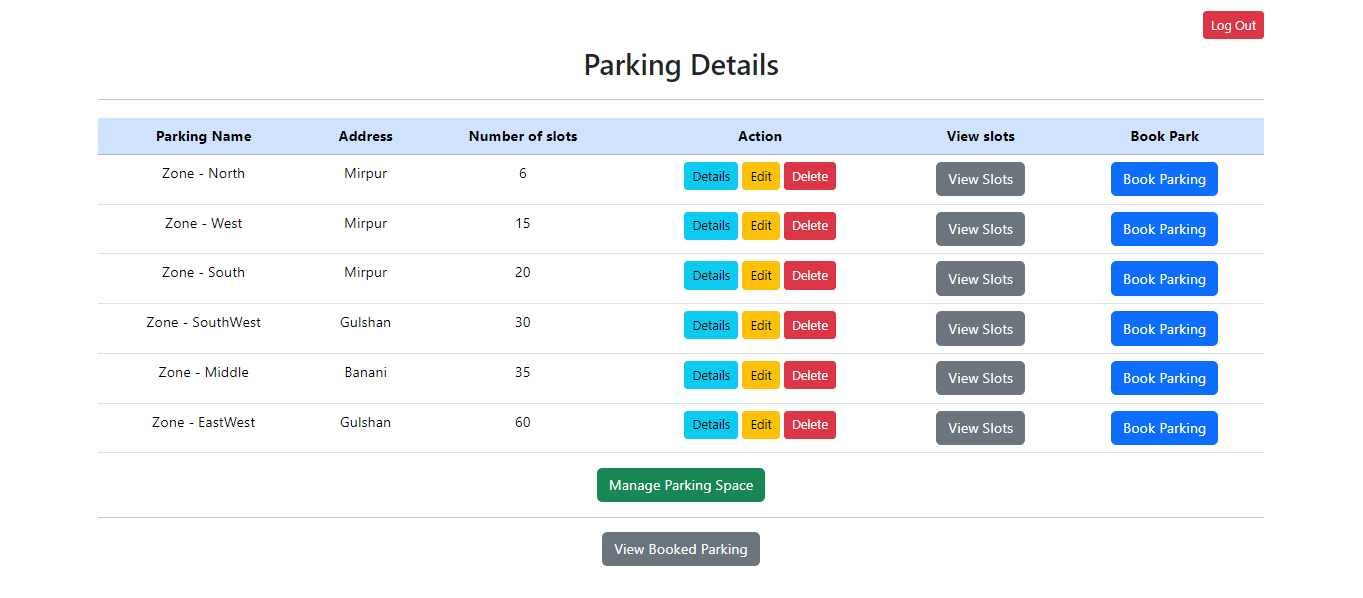 Log Out
Parking Details
Parking Name Address Number of slots Action View slots Book Park
Zone - North Mirpur 6 Details Edit Delete View Slots Book Parking
Zone - West Mirpur 15 Details Edit Delete View Slots Book Parking
Zone - South Mirpur 20 Details Edit Delete View Slots Book Parking
Zone - SouthWest Gulshan 30 Details Edit Delete View Slots Book Parking
Zone - Middle Banani 35 Details Edit Delete View Slots Book Parking
Zone - EastWest Gulshan 60 Details Edit Delete View Slots Book Parking
Manage Parking Space
View Booked Parking